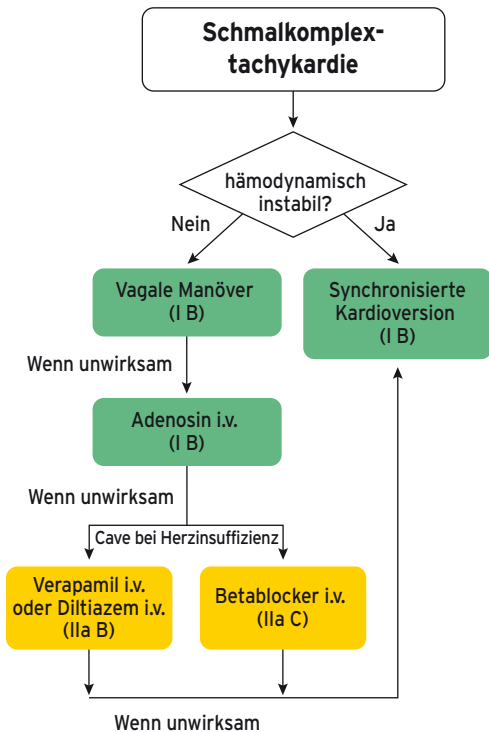 Schmalkomplex-
tachykardie
hämodynamisch
instabil?
Nein
Ja
Vagale Manöver
(I B)
Synchronisierte
Kardioversion
(I B)
Wenn unwirksam
Adenosin i.v.
(I B)
Wenn unwirksam
Cave bei Herzinsuffizienz
Verapamil i.v.
oder Diltiazem i.v.
(IIa B)
Betablocker i.v.
(IIa C)
Wenn unwirksam